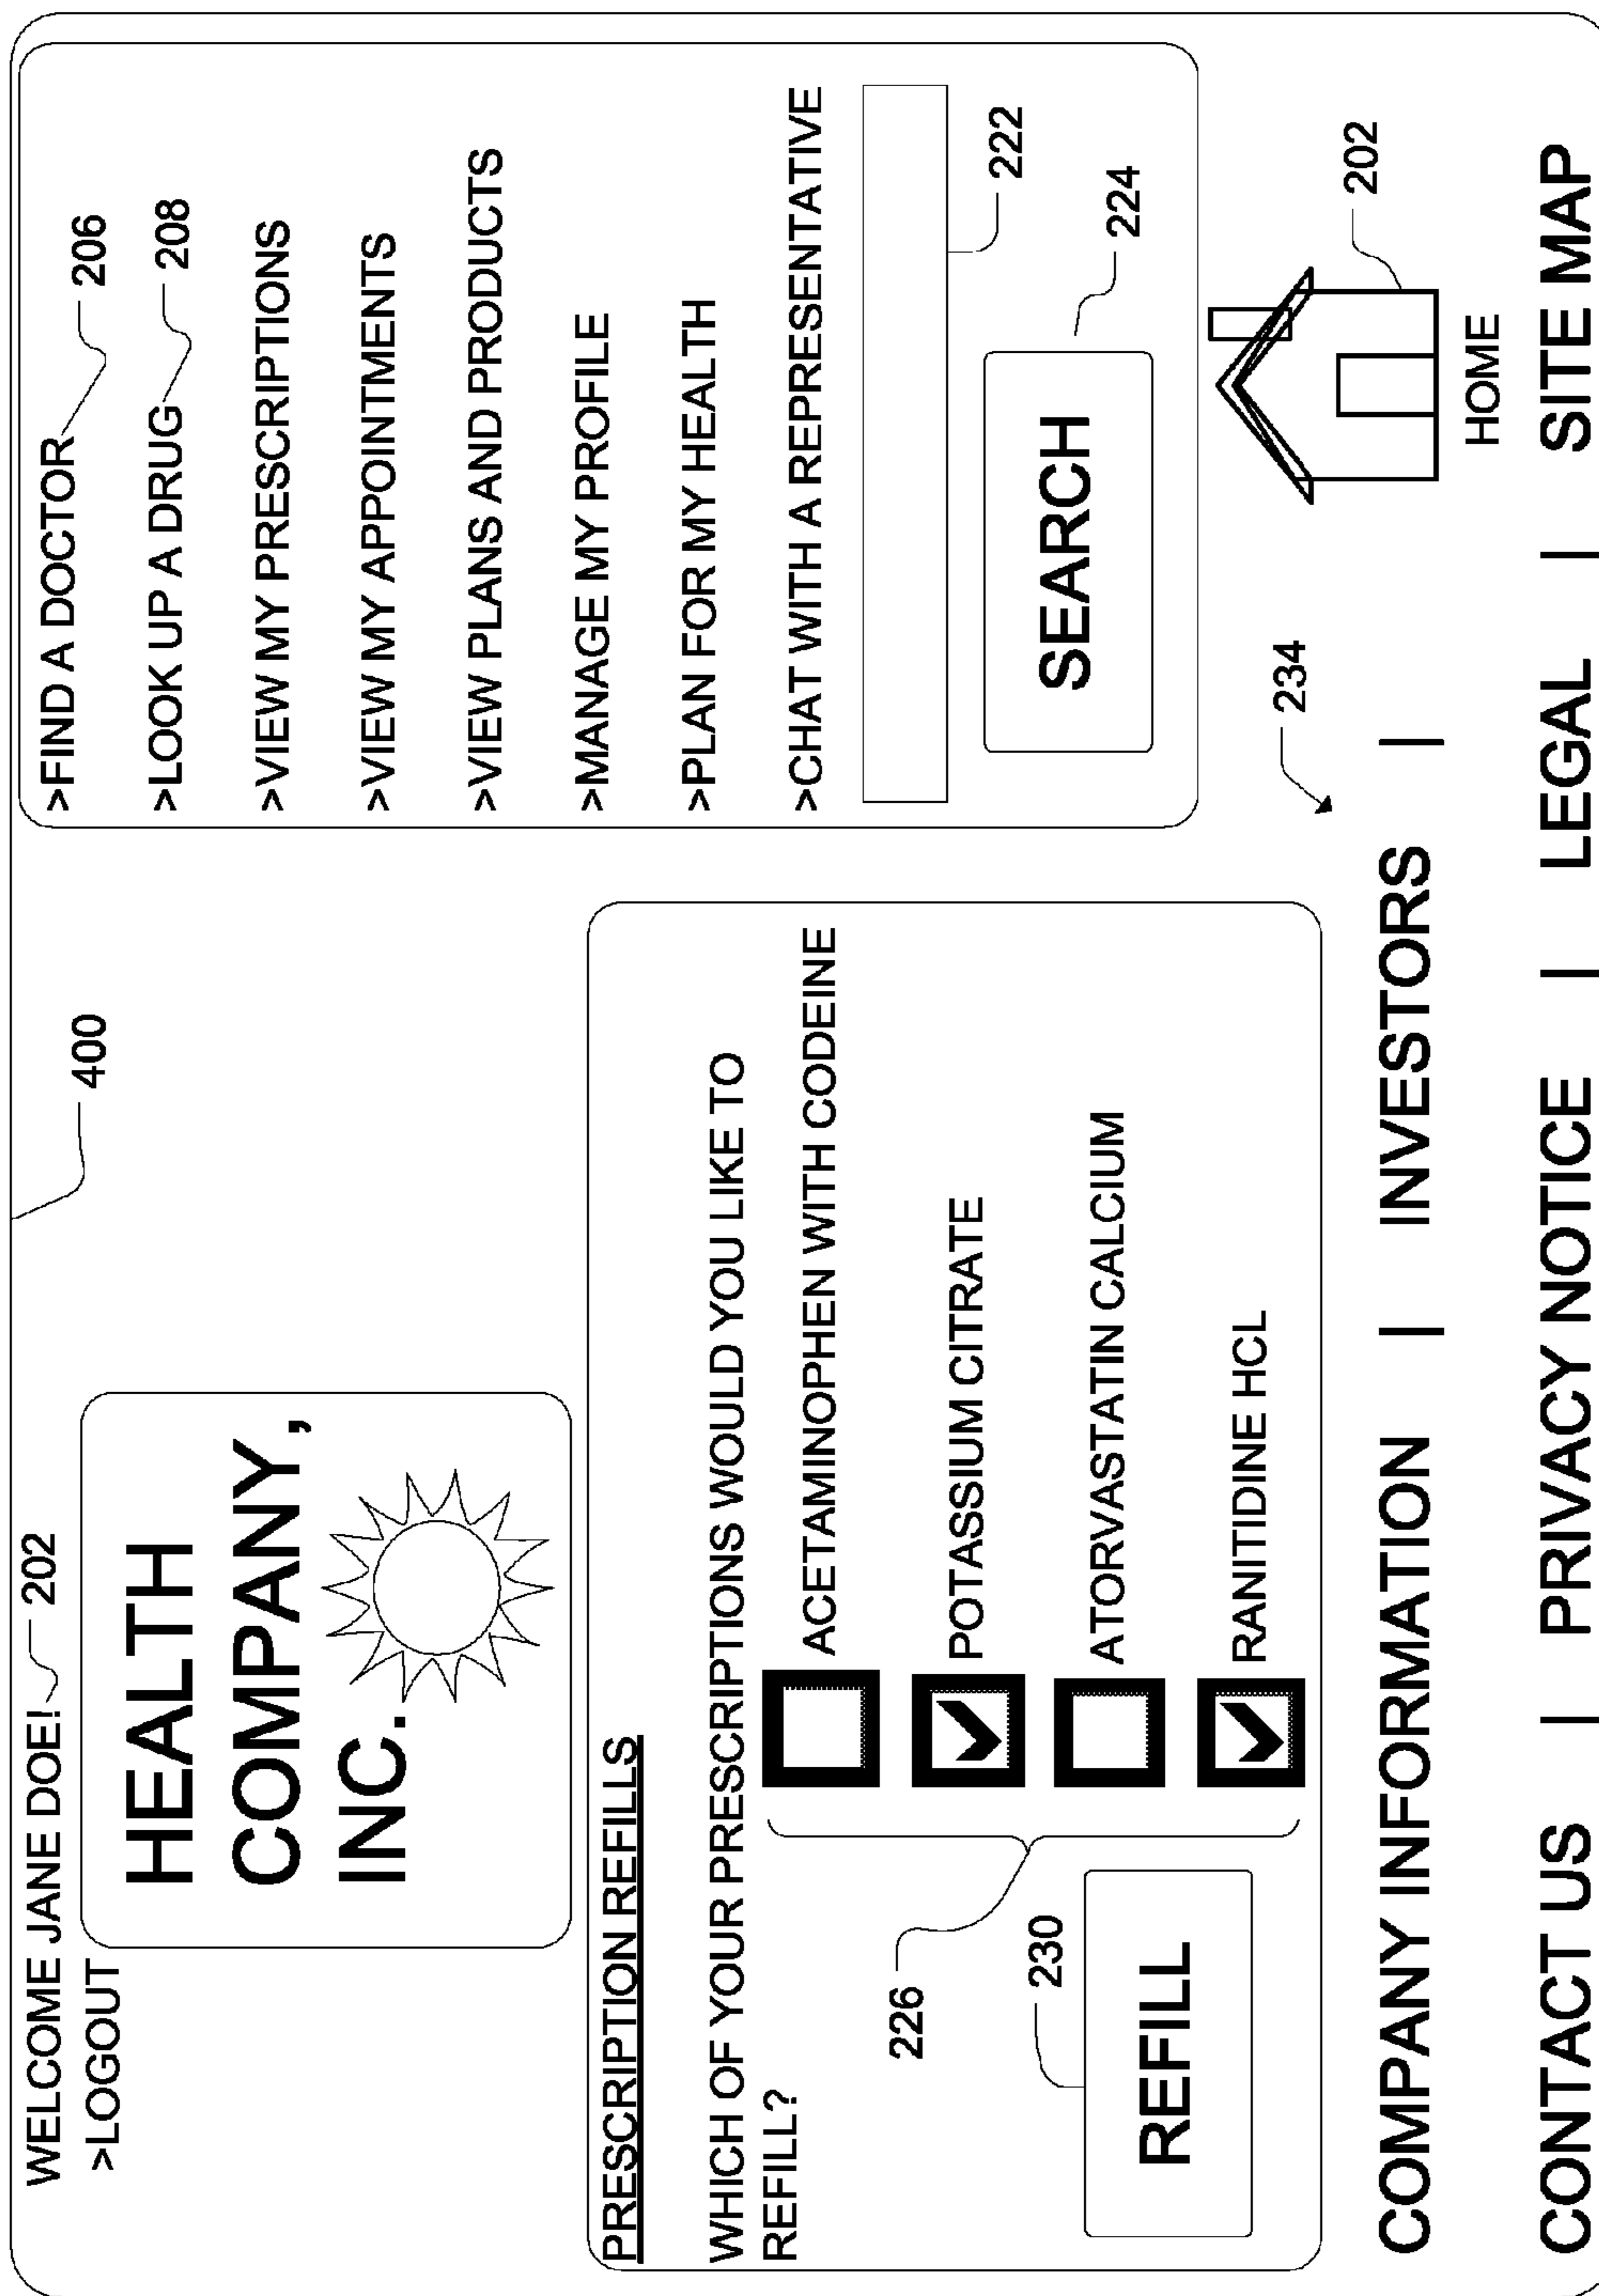 WELCOME JANE DOE! 202
>LOGOUT
400
HEALTH
COMPANY,
INC.
>FIND A DOCTOR 206
>LOOK UP A DRUG 208
>VIEW MY PRESCRIPTIONS
>VIEW MY APPOINTMENTS
>VIEW PLANS AND PRODUCTS
>MANAGE MY PROFILE
>PLAN FOR MY HEALTH
>CHAT WITH A REPRESENTATIVE
222
SEARCH
224
PRESCRIPTION REFILLS
WHICH OF YOUR PRESCRIPTIONS WOULD YOU LIKE TO
REFILL?
ACETAMINOPHEN WITH CODEINE
POTASSIUM CITRATE
ATORVASTATIN CALCIUM
RANITIDINE HCL
226
230
REFILL
234
202
HOME
COMPANY INFORMATION | INVESTORS |
CONTACT US | PRIVACY NOTICE | LEGAL | SITE MAP